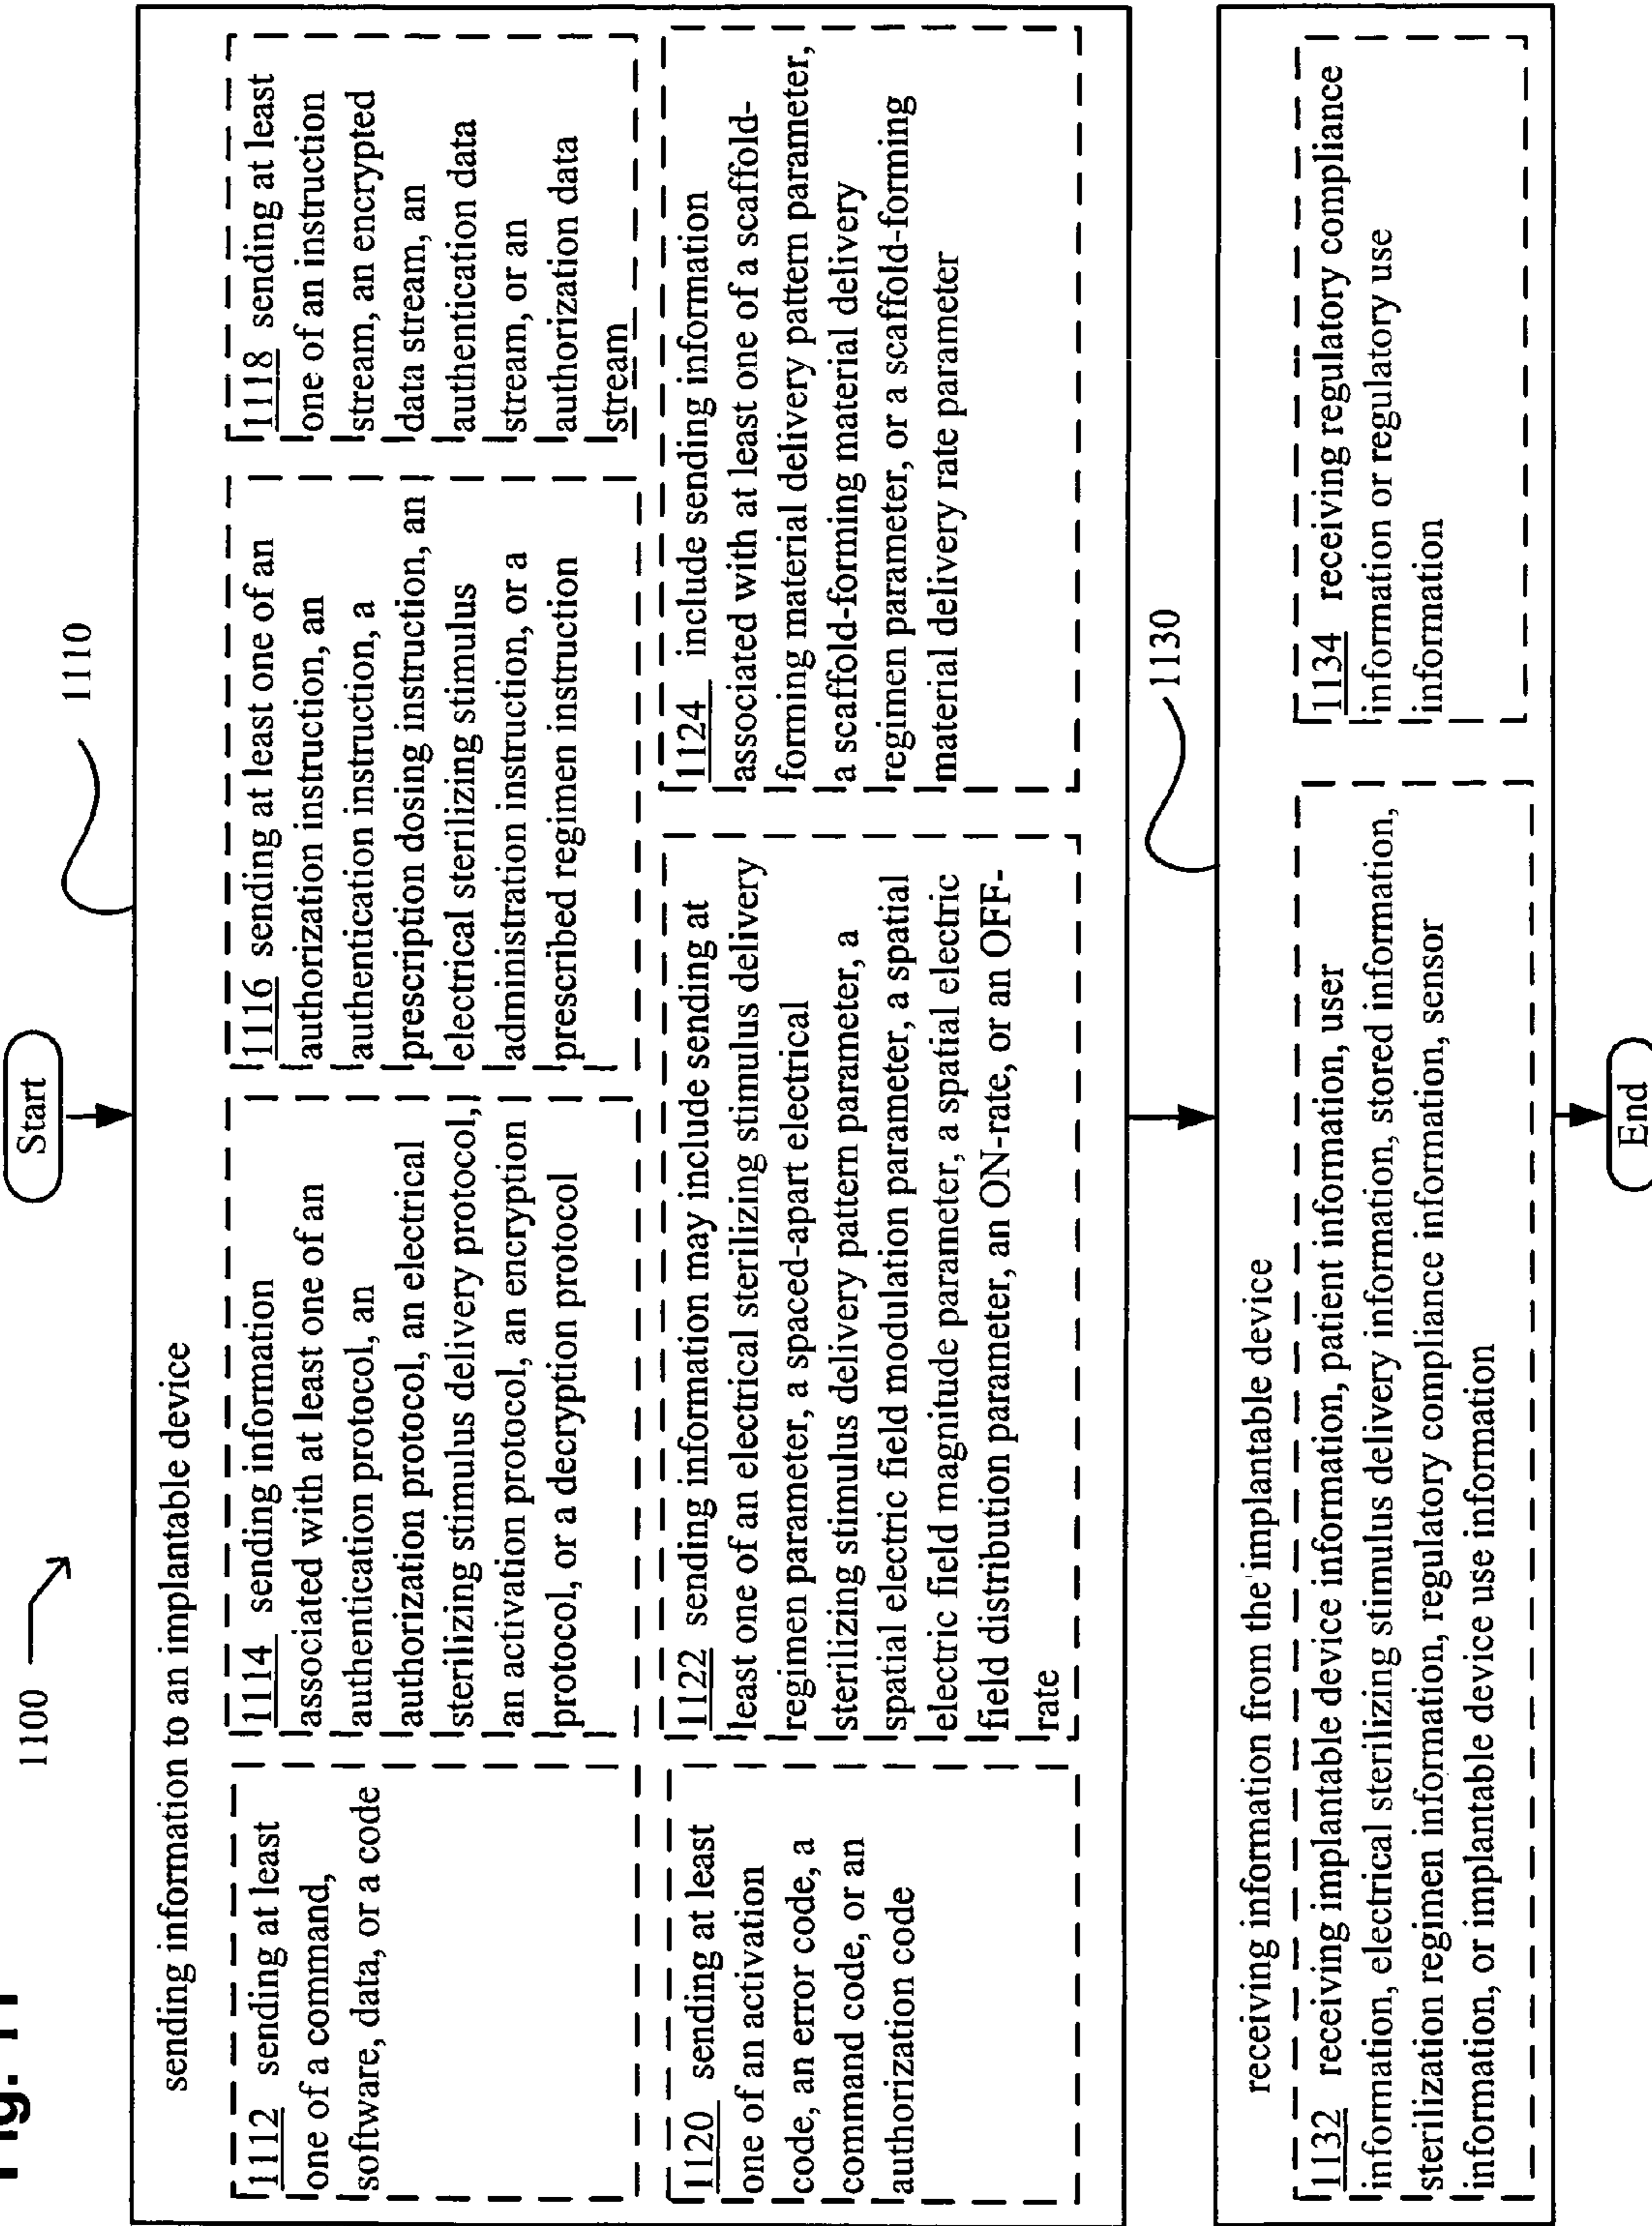 Fig. 11
1100
Start
1110
sending information to an implantable device
1112 sending at least
one of a command,
software, data, or a code
1114 sending information
associated with at least one of an
authentication protocol, an
authorization protocol, an electrical
sterilizing stimulus delivery protocol,
an activation protocol, an encryption
protocol, or a decryption protocol
1116 sending at least one of an
authorization instruction, an
authentication instruction, a
prescription dosing instruction, an
electrical sterilizing stimulus
administration instruction, or a
prescribed regimen instruction
1118 sending at least
one of an instruction
stream, an encrypted
data stream, an
authentication data
stream, or an
authorization data
stream
1120 sending at least
one of an activation
code, an error code, a
command code, or an
authorization code
1122 sending information may include sending at
least one of an electrical sterilizing stimulus delivery
regimen parameter, a spaced-apart electrical
sterilizing stimulus delivery pattern parameter, a
spatial electric field modulation parameter, a spatial
electric field magnitude parameter, a spatial electric
field distribution parameter, an ON-rate, or an OFF-
rate
1124 include sending information
associated with at least one of a scaffold-
forming material delivery pattern parameter,
a scaffold-forming material delivery
regimen parameter, or a scaffold-forming
material delivery rate parameter
1130
receiving information from the implantable device
1132 receiving implantable device information, patient information, user
information, electrical sterilizing stimulus delivery information, stored information,
sterilization regimen information, regulatory compliance information, sensor
information, or implantable device use information
1134 receiving regulatory compliance
information or regulatory use
information
End